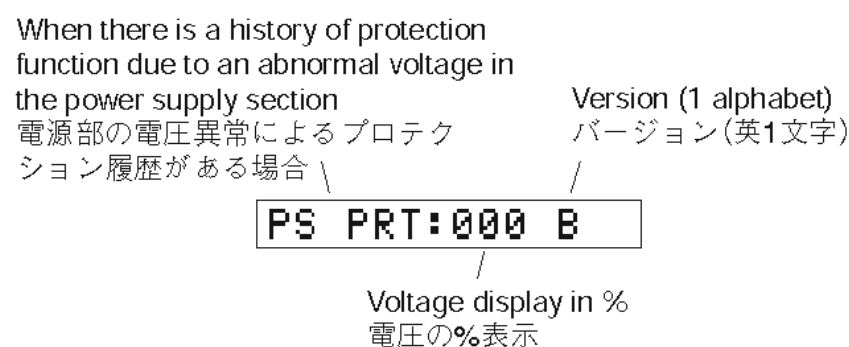 When there is a history of protection
function due to an abnormal voltage in
the power supply section
電源部の電圧異常によるプロテク
ション履歴がある場合
Version (1 alphabet)
バージョン(英1文字)
PS PRT:000 B
Voltage display in %
電圧の%表示